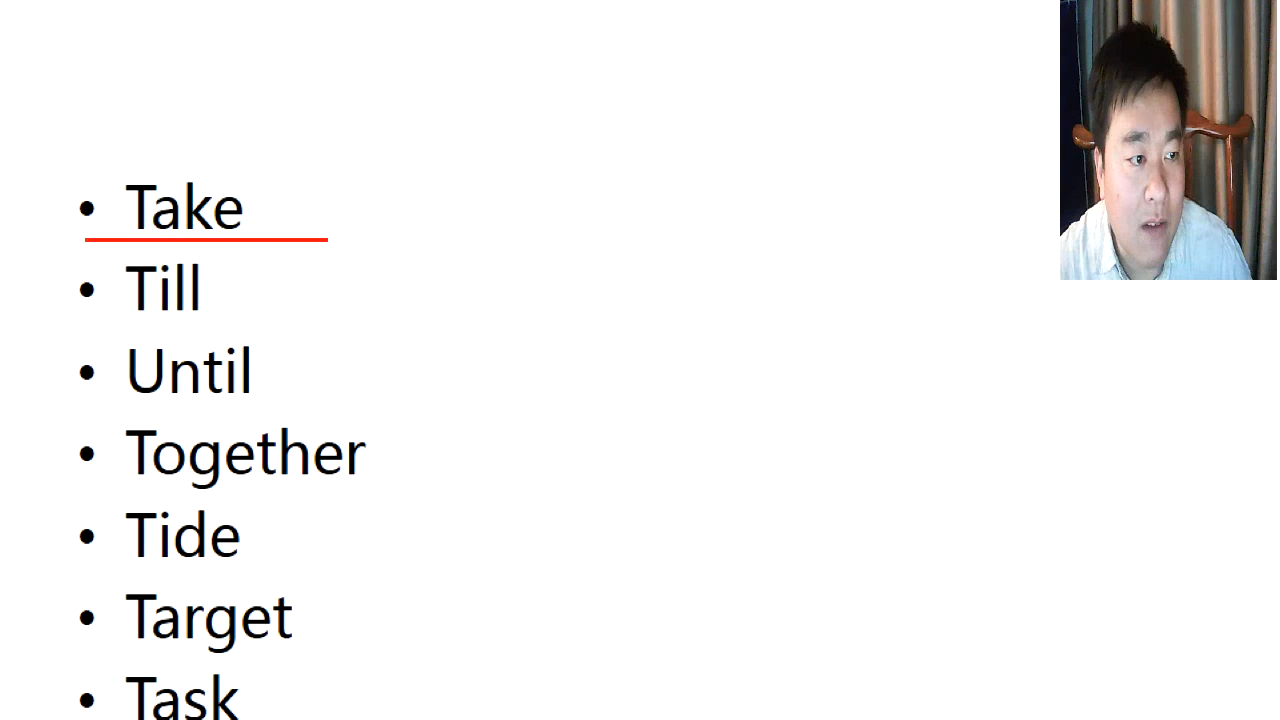 • Take
• Till
• Until
• Together
• Tide
• Target
• Task